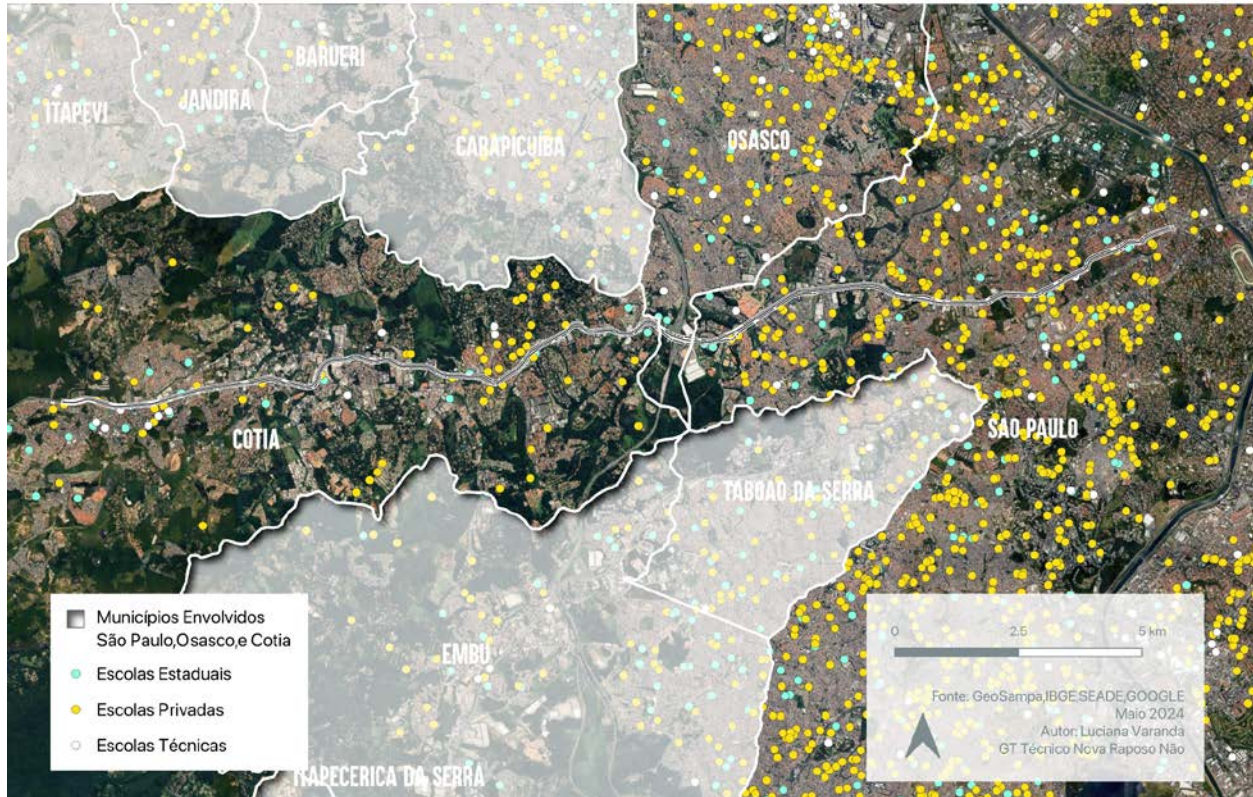 BARUERI
ITAPEVI
JANDIRA
CARAPICUIBA
OSASCO
COTIA
SÃO PAULO
TABOÃO DA SERRA
EMBU
ITAPECERICA DA SERRA
Municípios Envolvidos
São Paulo,Osasco,e Cotia
Escolas Estaduais
Escolas Privadas
Escolas Técnicas
0 2.5 5 km
Fonte: GeoSampa,IBGE,SEADE,GOOGLE
Maio 2024
Autor: Luciana Varanda
GT Técnico Nova Raposo Não